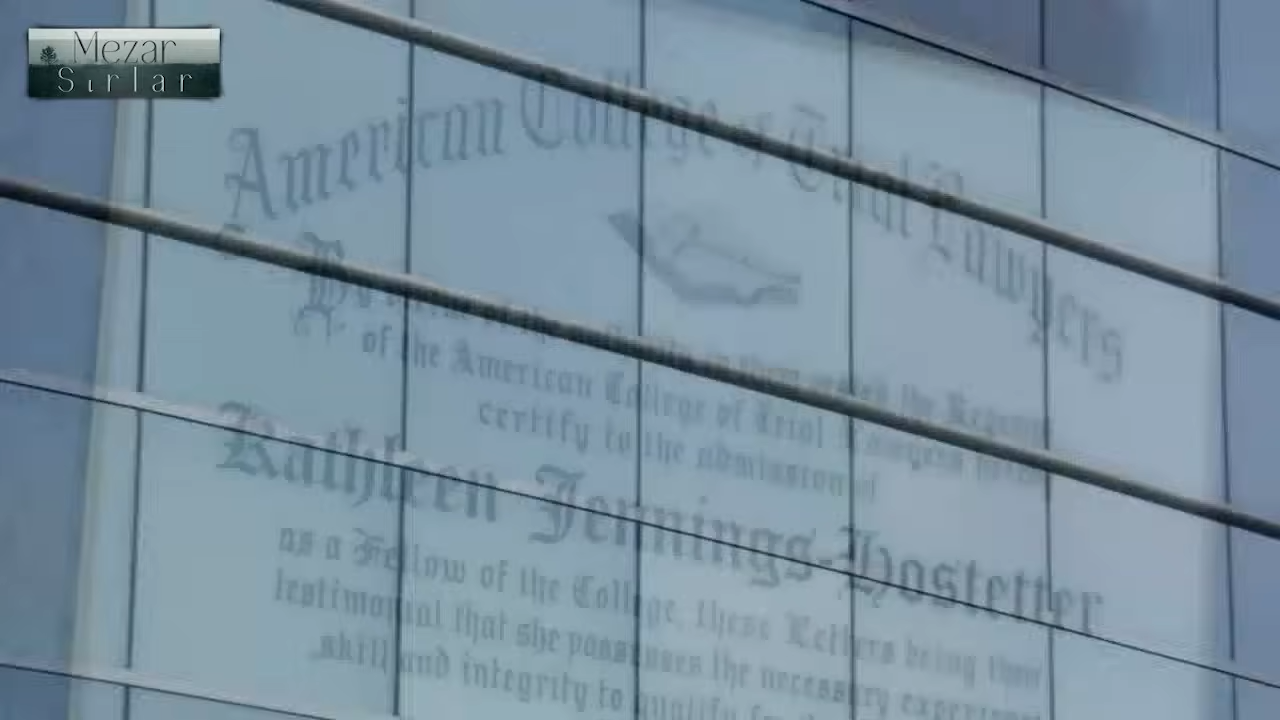 Mezar
Sırlar
American College of Trial Lawyers
of the American College of Trial Lawyers
certify to the admission of
Kathleen Jennings-Hostetter
as a Fellow of the College, these Letters being their
testimonial that she possesses the necessary experience
skill and integrity to qualify